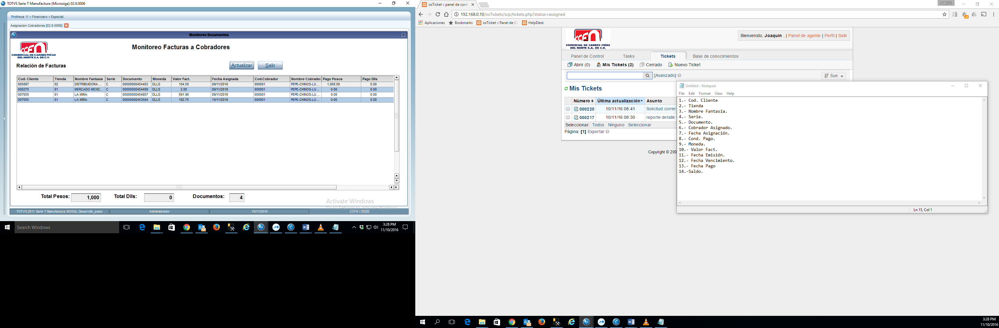 TOTVS Serie T Manufactura (Microsiga) 02.9.0006
Protheus 11 > Financiero > Especial
Asignacion Cobradores [02.9.0006]
Monitoreo Documentos
CCFN
COMERCIAL DE CARNES FRÍAS
DEL NORTE S.A. DE C.V.
Monitoreo Facturas a Cobradores
Relación de Facturas
Actualizar
Salir
Cod. Cliente Tienda Nombre Fantasia Serie Documento Moneda Valor Fact. Fecha Asignada Cod.Cobrador Nombre Cobrador Pago Pesos Pago Dlls
005897 02 DISTRIBUIDORA ... C 00000000454403 DLLS 104.50 09/11/2016 000001 PEPE-CHINOS-LU... 1,000.00 0.00
000275 01 MERCADO MEXIC... C 00000000454409 DLLS 2.00 09/11/2016 000001 PEPE-CHINOS-LU... 0.00 0.00
007055 01 LA MIRA C 00000000454857 DLLS 591.90 09/11/2016 000001 PEPE-CHINOS-LU... 0.00 0.00
007055 01 LA MIRA C 00000000453584 DLLS 192.75 10/11/2016 000001 PEPE-CHINOS-LU... 0.00 0.00
Total Pesos: 1,000 Total Dlls: 0 Documentos: 4
Activate Windows
Go to Settings to activate Windows.
TOTVS 2011 Serie T Manufactura MSSQL Desarrollo_joako Administrador 10/11/2016 CCFN / CEDIS
Search Windows
3:28 PM
11/10/2016
osTicket :: panel de cont
Joaquin
192.168.0.10/osTickets/scp/tickets.php?status=assigned
Aplicaciones Bookmarks osTicket :: Panel de Co HelpDesk
CCFN
COMERCIAL DE CARNES FRÍAS
DEL NORTE S.A. DE C.V.
Bienvenido, Joaquin . | Panel de agente | Perfil | Salir
Panel de Control Tasks Tickets Base de conocimientos
Abrir (0) Mis Tickets (2) Cerrado Nuevo Ticket
[Avanzado]
Sort
Mis Tickets
Número Última actualización Asunto
000220 10/11/16 08:41 Solicitud correr
000217 10/11/16 08:30 reporte detalle
Seleccionar: Todos Ninguno Seleccionar
Página: [1] Exportar
Copyright © 200
Untitled - Notepad
File Edit Format View Help
1.- Cod. Cliente
2.- Tienda
3.- Nombre Fantasía.
4.- Serie.
5.- Documento.
6.- Cobrador Asignado.
7.- Fecha Asignación.
8.- Cond. Pago.
9.- Moneda.
10.- Valor Fact.
11.- Fecha Emisión.
12.- Fecha Vencimiento.
13.- Fecha Pago
14.-Saldo.
Ln 15, Col 1
3:28 PM
11/10/2016